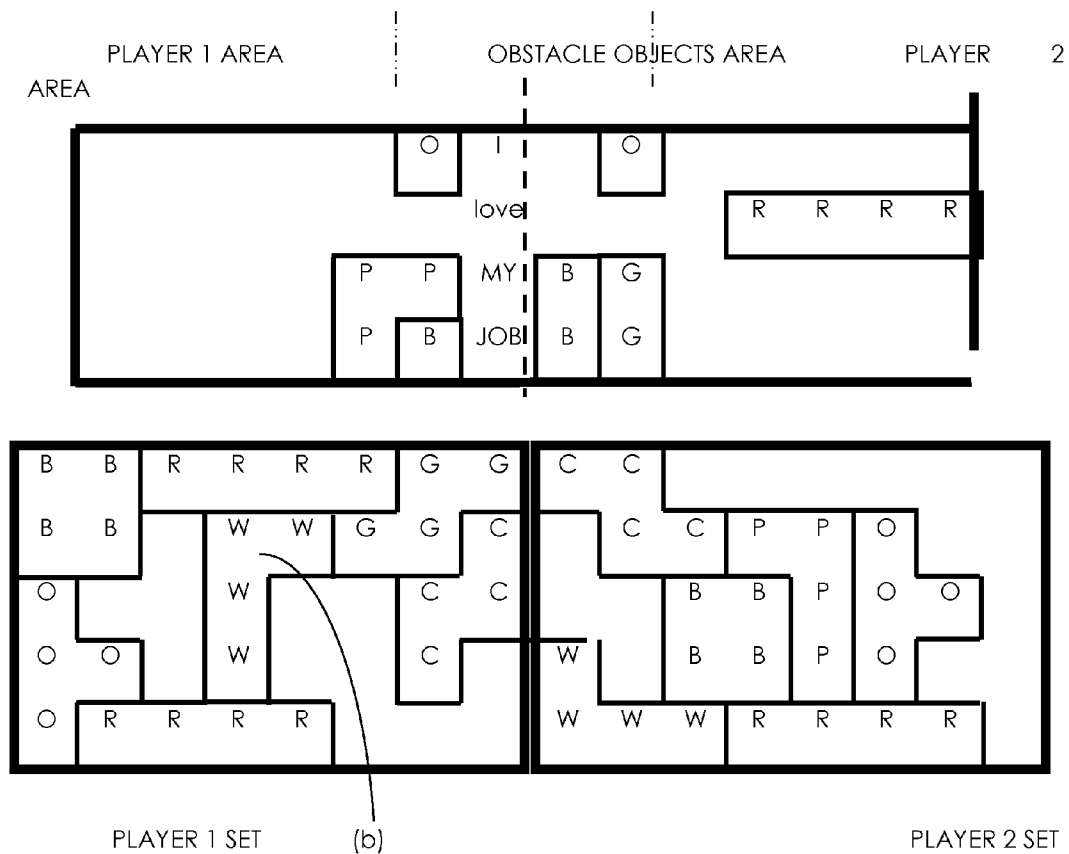 PLAYER 1 AREA OBSTACLE OBJECTS AREA PLAYER 2
AREA
O I O
love R R R R
P P MY B G
P B JOB B G
B B R R R R G G C C
B B W W G G C C C P P O
O W C C B B P O O
O O W C W B B P O
O R R R R W W W R R R R
PLAYER 1 SET (b) PLAYER 2 SET